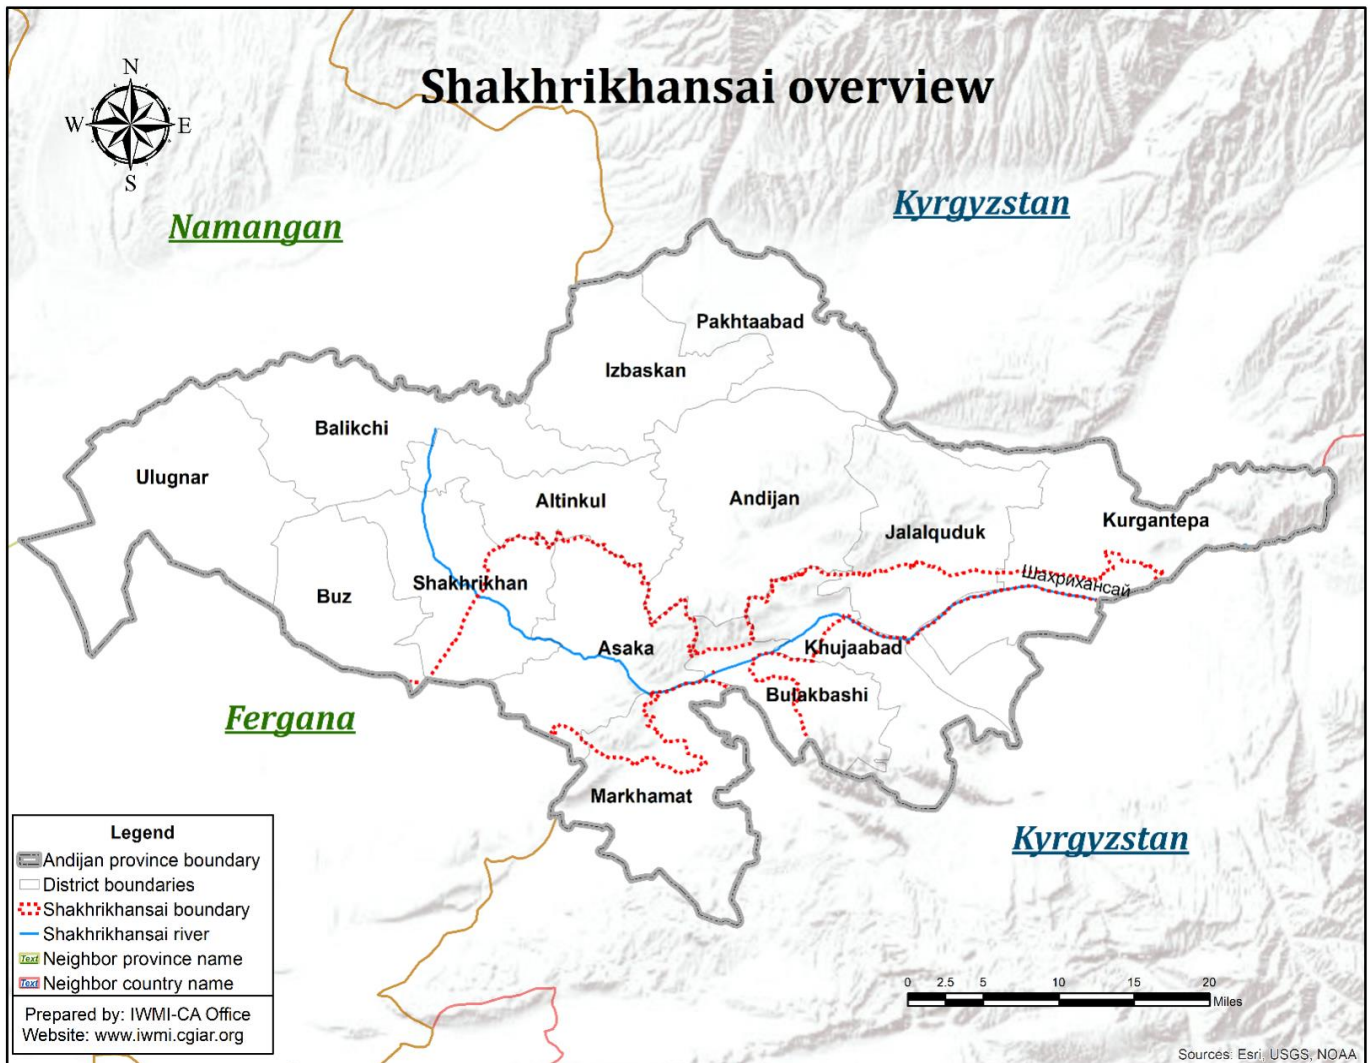 Shakhrikhansai overview
N
W E
S
Namangan
Kyrgyzstan
Pakhtaabad
Izbaskan
Balikchi
Ulugnar
Altinkul
Andijan
Kurgantepa
Jalalquduk
Шахрихансай
Shakhrikhan
Buz
Asaka
Khujaabad
Bulakbashi
Fergana
Markhamat
Kyrgyzstan
Legend
Andijan province boundary
District boundaries
Shakhrikhansai boundary
Shakhrikhansai river
Text Neighbor province name
Text Neighbor country name
Prepared by: IWMI-CA Office
Website: www.iwmi.cgiar.org
0 2.5 5 10 15 20
Miles
Sources: Esri, USGS, NOAA